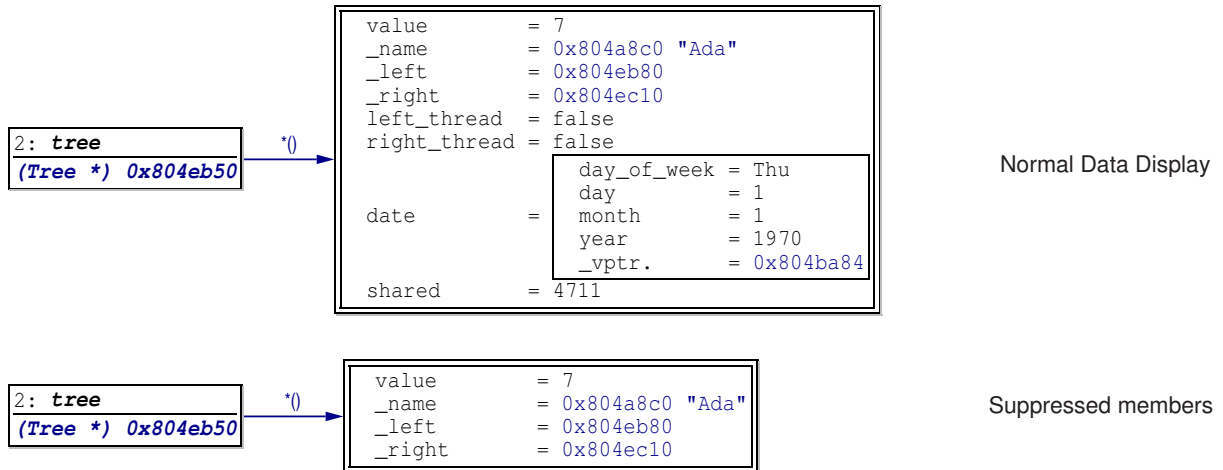 value = 7
_name = 0x804a8c0 "Ada"
_left = 0x804eb80
_right = 0x804ec10
left_thread = false
right_thread = false
2: tree
(Tree *) 0x804eb50
*()
day_of_week = Thu
day = 1
date = month = 1
year = 1970
_vptr. = 0x804ba84
shared = 4711
Normal Data Display
2: tree
(Tree *) 0x804eb50
*()
value = 7
_name = 0x804a8c0 "Ada"
_left = 0x804eb80
_right = 0x804ec10
Suppressed members